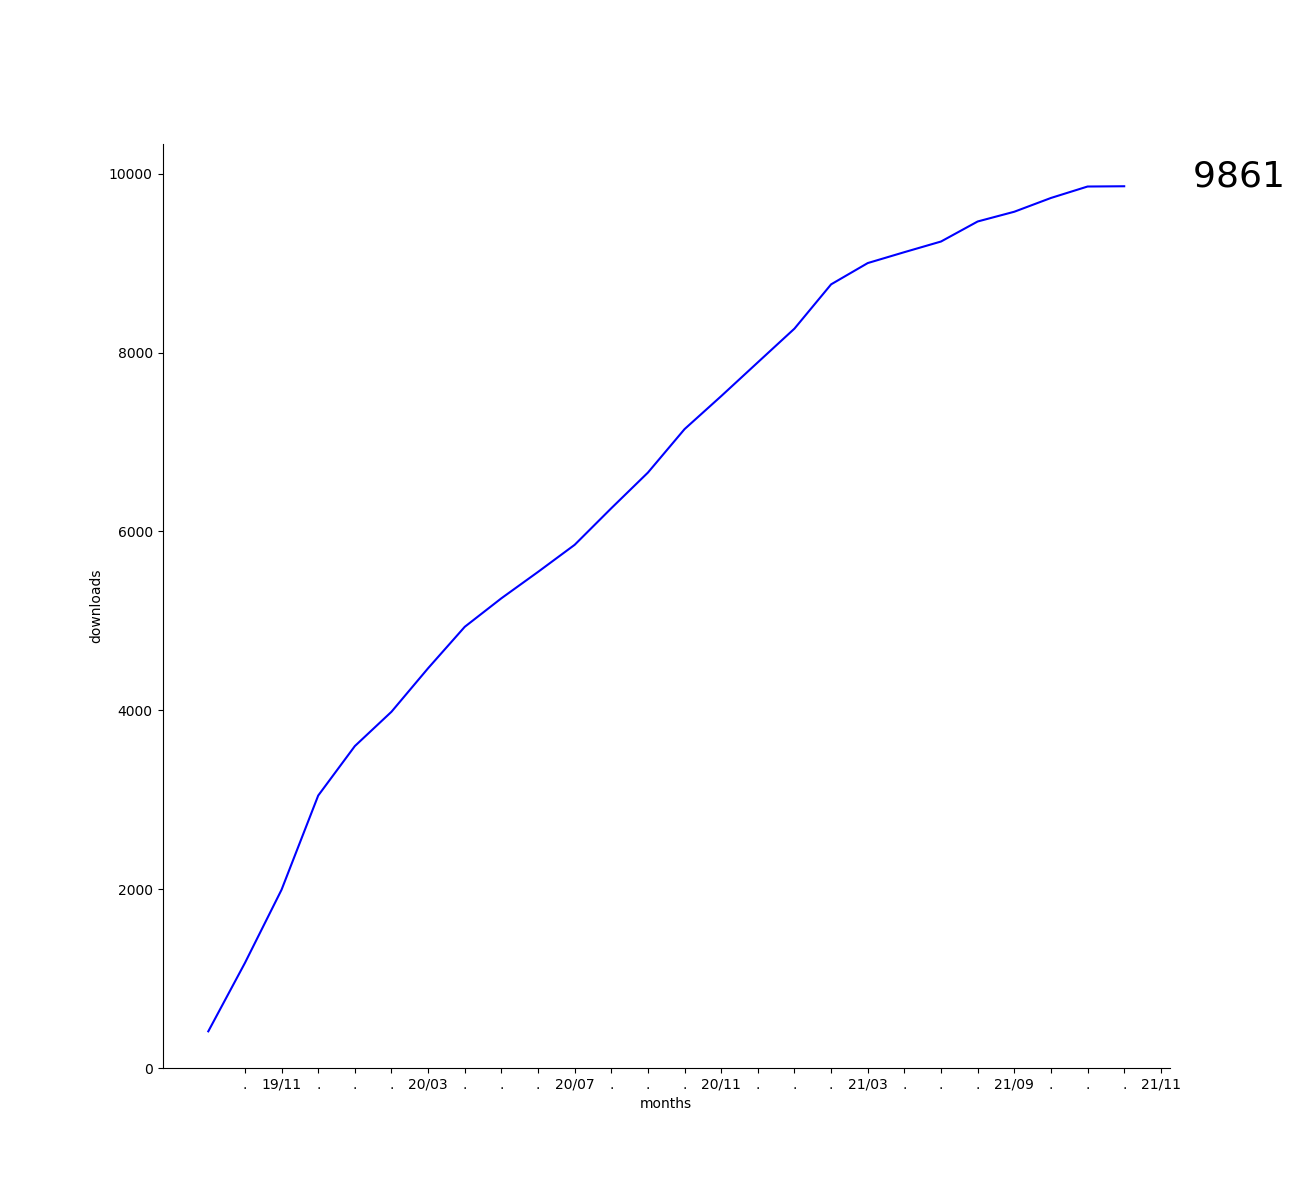 9861
10000
8000
6000
4000
2000
0
downloads
. 19/11 . . . 20/03 . . . 20/07 . . . 20/11 . . . 21/03 . . . 21/09 . . . 21/11
months